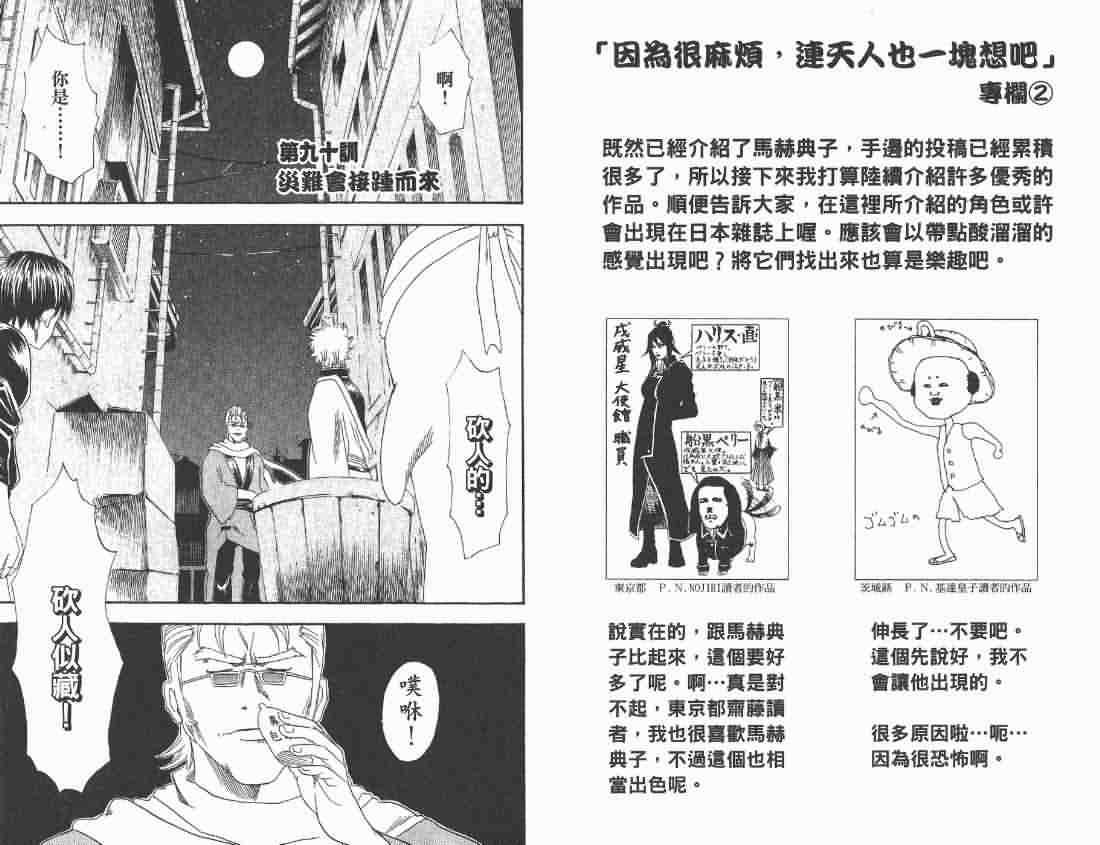 「因為很麻煩，連天人也一塊想吧」
專欄②
既然已經介紹了馬赫典子，手邊的投稿已經累積
很多了，所以接下來我打算陸續介紹許多優秀的
作品。順便告訴大家，在這裡所介紹的角色或許
會出現在日本雜誌上喔。應該會以帶點酸溜溜的
感覺出現吧？將它們找出來也算是樂趣吧。
戌威星 大使館 職員
ハリス・直
船黒ペリー
東京都　P.N.NOJIRI讀者的作品
說實在的，跟馬赫典
子比起來，這個要好
多了呢。啊…真是對
不起，東京都齋藤讀
者，我也很喜歡馬赫
典子，不過這個也相
當出色呢。
のびる
のびる
ゴムゴムの
茨城縣　P.N.基達皇子讀者的作品
伸長了…不要吧。
這個先說好，我不
會讓他出現的。
很多原因啦…呃…
因為很恐怖啊。
啊！
你是……！
第九十訓
災難會接踵而來
砍人的…
砍人似藏！
噗咻！